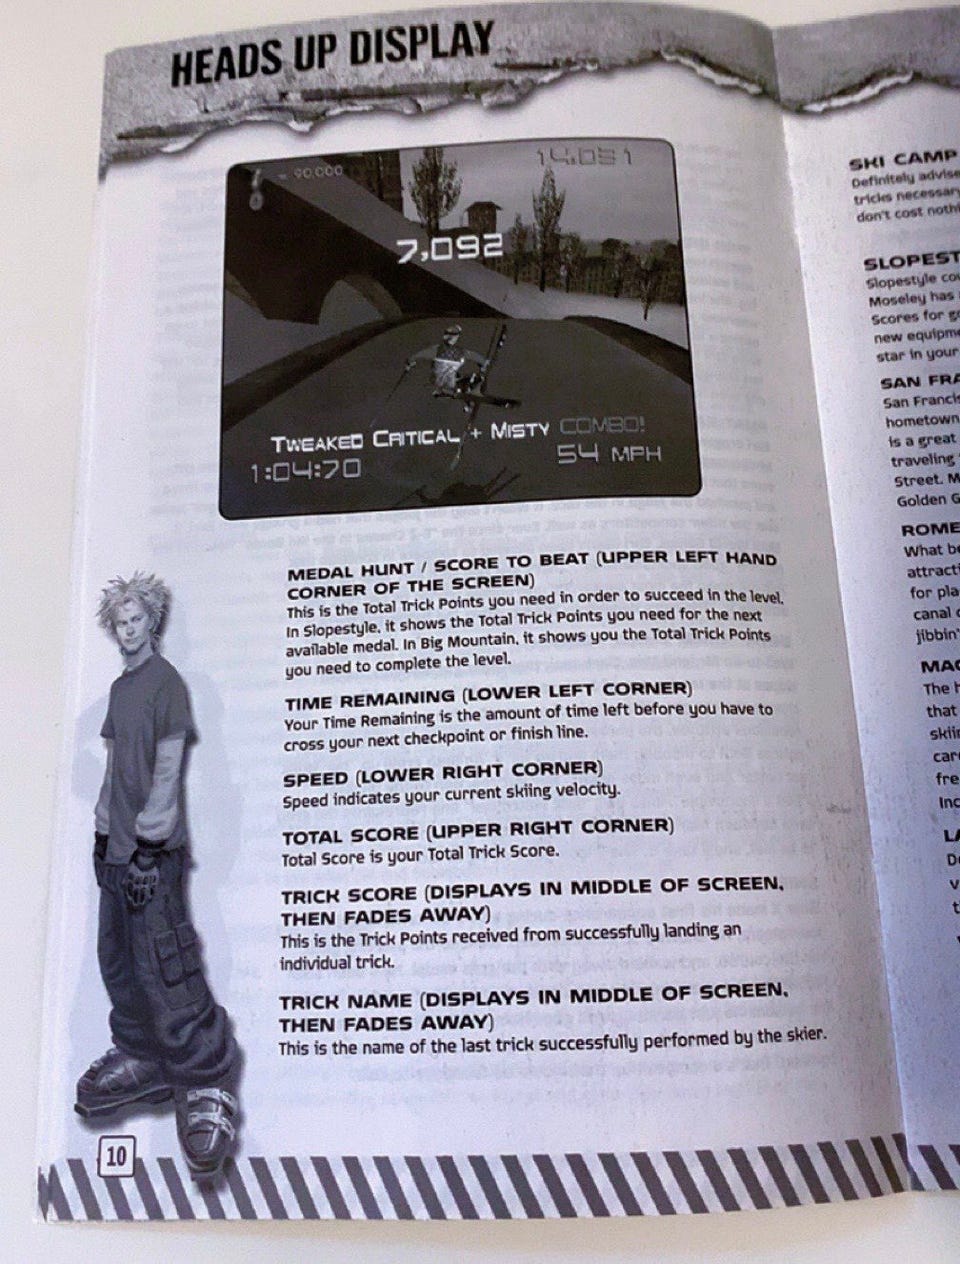 HEADS UP DISPLAY
= 90,000
14,051
7,092
TWEAKED CRITICAL + MISTY COMBO!
1:04:70
54 MPH
MEDAL HUNT / SCORE TO BEAT (UPPER LEFT HAND
CORNER OF THE SCREEN)
This is the Total Trick Points you need in order to succeed in the level.
In Slopestyle, it shows the Total Trick Points you need for the next
available medal. In Big Mountain, it shows you the Total Trick Points
you need to complete the level.
TIME REMAINING (LOWER LEFT CORNER)
Your Time Remaining is the amount of time left before you have to
cross your next checkpoint or finish line.
SPEED (LOWER RIGHT CORNER)
Speed indicates your current skiing velocity.
TOTAL SCORE (UPPER RIGHT CORNER)
Total Score is your Total Trick Score.
TRICK SCORE (DISPLAYS IN MIDDLE OF SCREEN,
THEN FADES AWAY)
This is the Trick Points received from successfully landing an
individual trick.
TRICK NAME (DISPLAYS IN MIDDLE OF SCREEN,
THEN FADES AWAY)
This is the name of the last trick successfully performed by the skier.
10
SKI CAMP
Definitely advise
tricks necessary
don't cost noth
SLOPEST
Slopestyle co
Moseley has
Scores for g
new equipm
star in your
SAN FRA
San Francis
hometown
is a great
traveling
Street. M
Golden G
ROME
What be
attracti
for pla
canal
jibbin'
MAG
The h
that
skiin
car
fre
Inc
LA
D
v
t